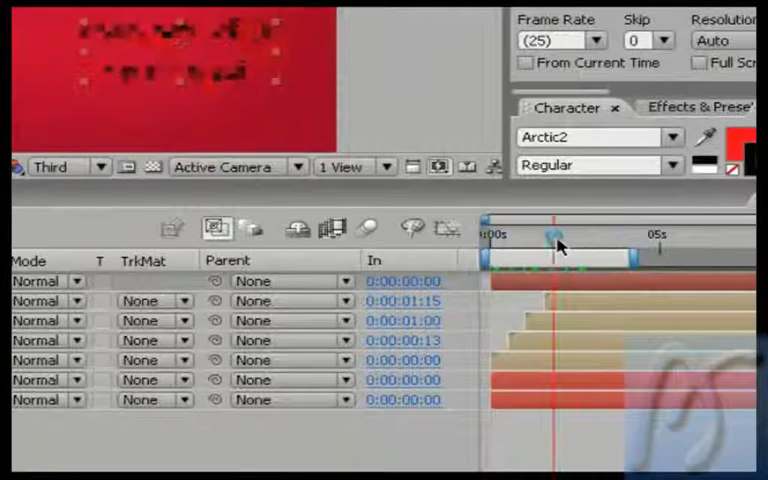 Frame Rate Skip Resolution
(25) 0 Auto
From Current Time Full Scr
Character x Effects & Prese
Arctic2
Regular
Third Active Camera 1 View
:00s 05s
Mode T TrkMat Parent In
Normal None 0:00:00:00
Normal None None 0:00:01:15
Normal None None 0:00:01:00
Normal None None 0:00:00:13
Normal None None 0:00:00:00
Normal None None 0:00:00:00
Normal None None 0:00:00:00